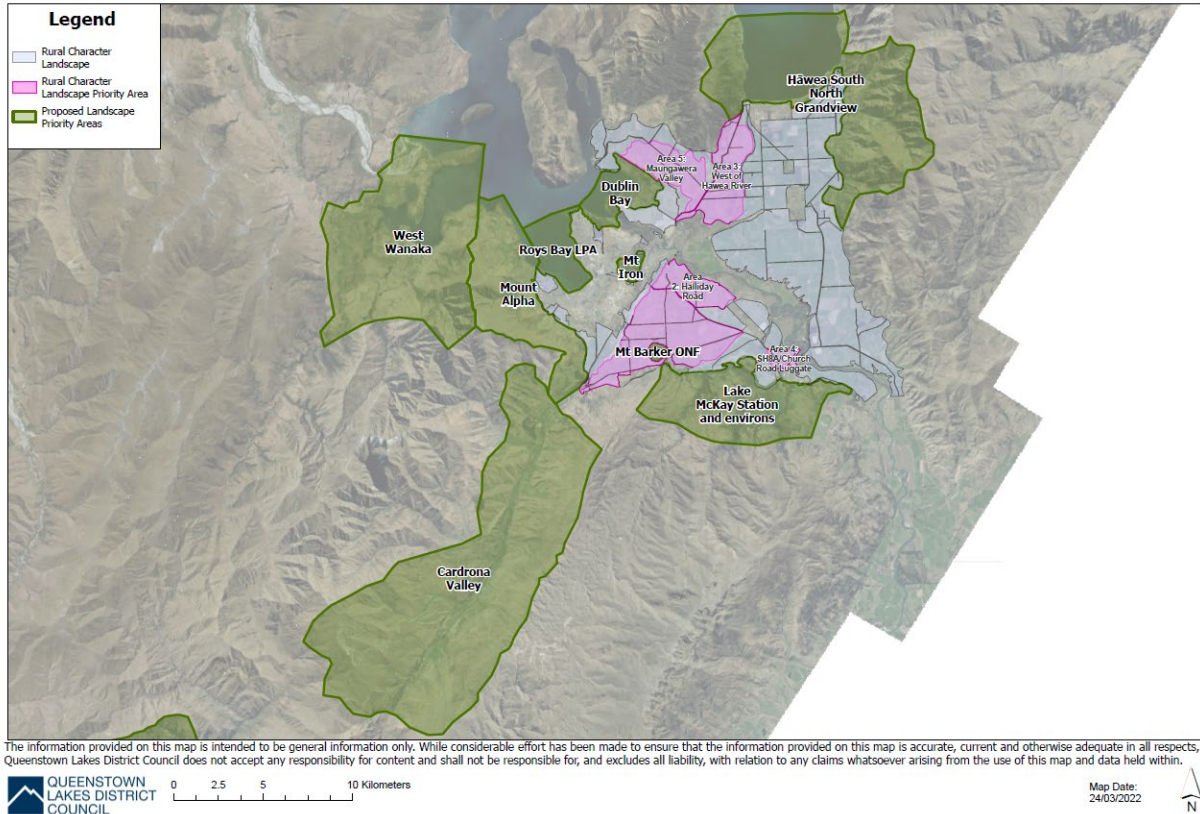 Legend
Rural Character
Landscape
Rural Character
Landscape Priority Area
Proposed Landscape
Priority Areas
Hāwea South
North
Grandview
Area 5:
Maungawera
Valley
Area 3:
West of
Hawea River
Dublin
Bay
West
Wanaka
Roys Bay LPA
Mt
Iron
Mount
Alpha
Area
2: Halliday
Road
Mt Barker ONF
Area 4:
SH8A/Church
Road Luggate
Lake
McKay Station
and environs
Cardrona
Valley
The information provided on this map is intended to be general information only. While considerable effort has been made to ensure that the information provided on this map is accurate, current and otherwise adequate in all respects,
Queenstown Lakes District Council does not accept any responsibility for content and shall not be responsible for, and excludes all liability, with relation to any claims whatsoever arising from the use of this map and data held within.
QUEENSTOWN
LAKES DISTRICT
COUNCIL
0 2.5 5 10 Kilometers
Map Date:
24/03/2022
N